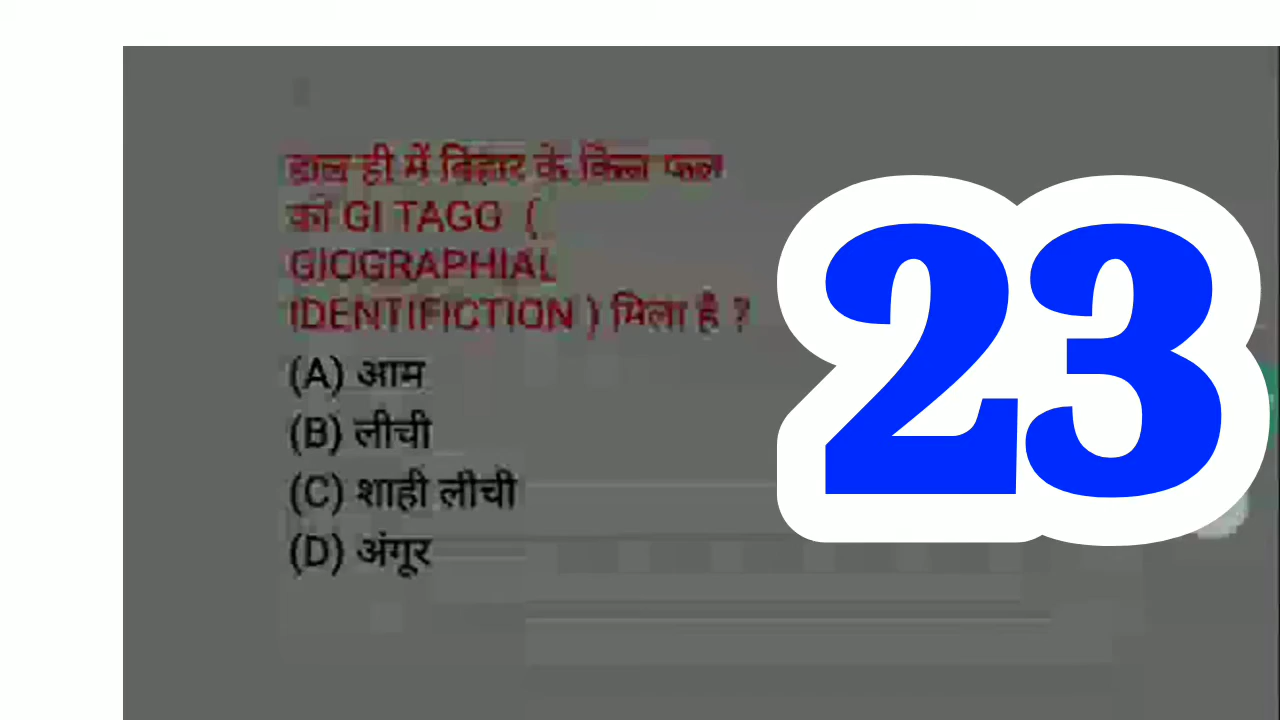 हाल ही में बिहार के किस फल
को GI TAGG (
GIOGRAPHIAL
IDENTIFICTION ) मिला है ?
(A) आम
(B) लीची
(C) शाही लीची
(D) अंगूर
23